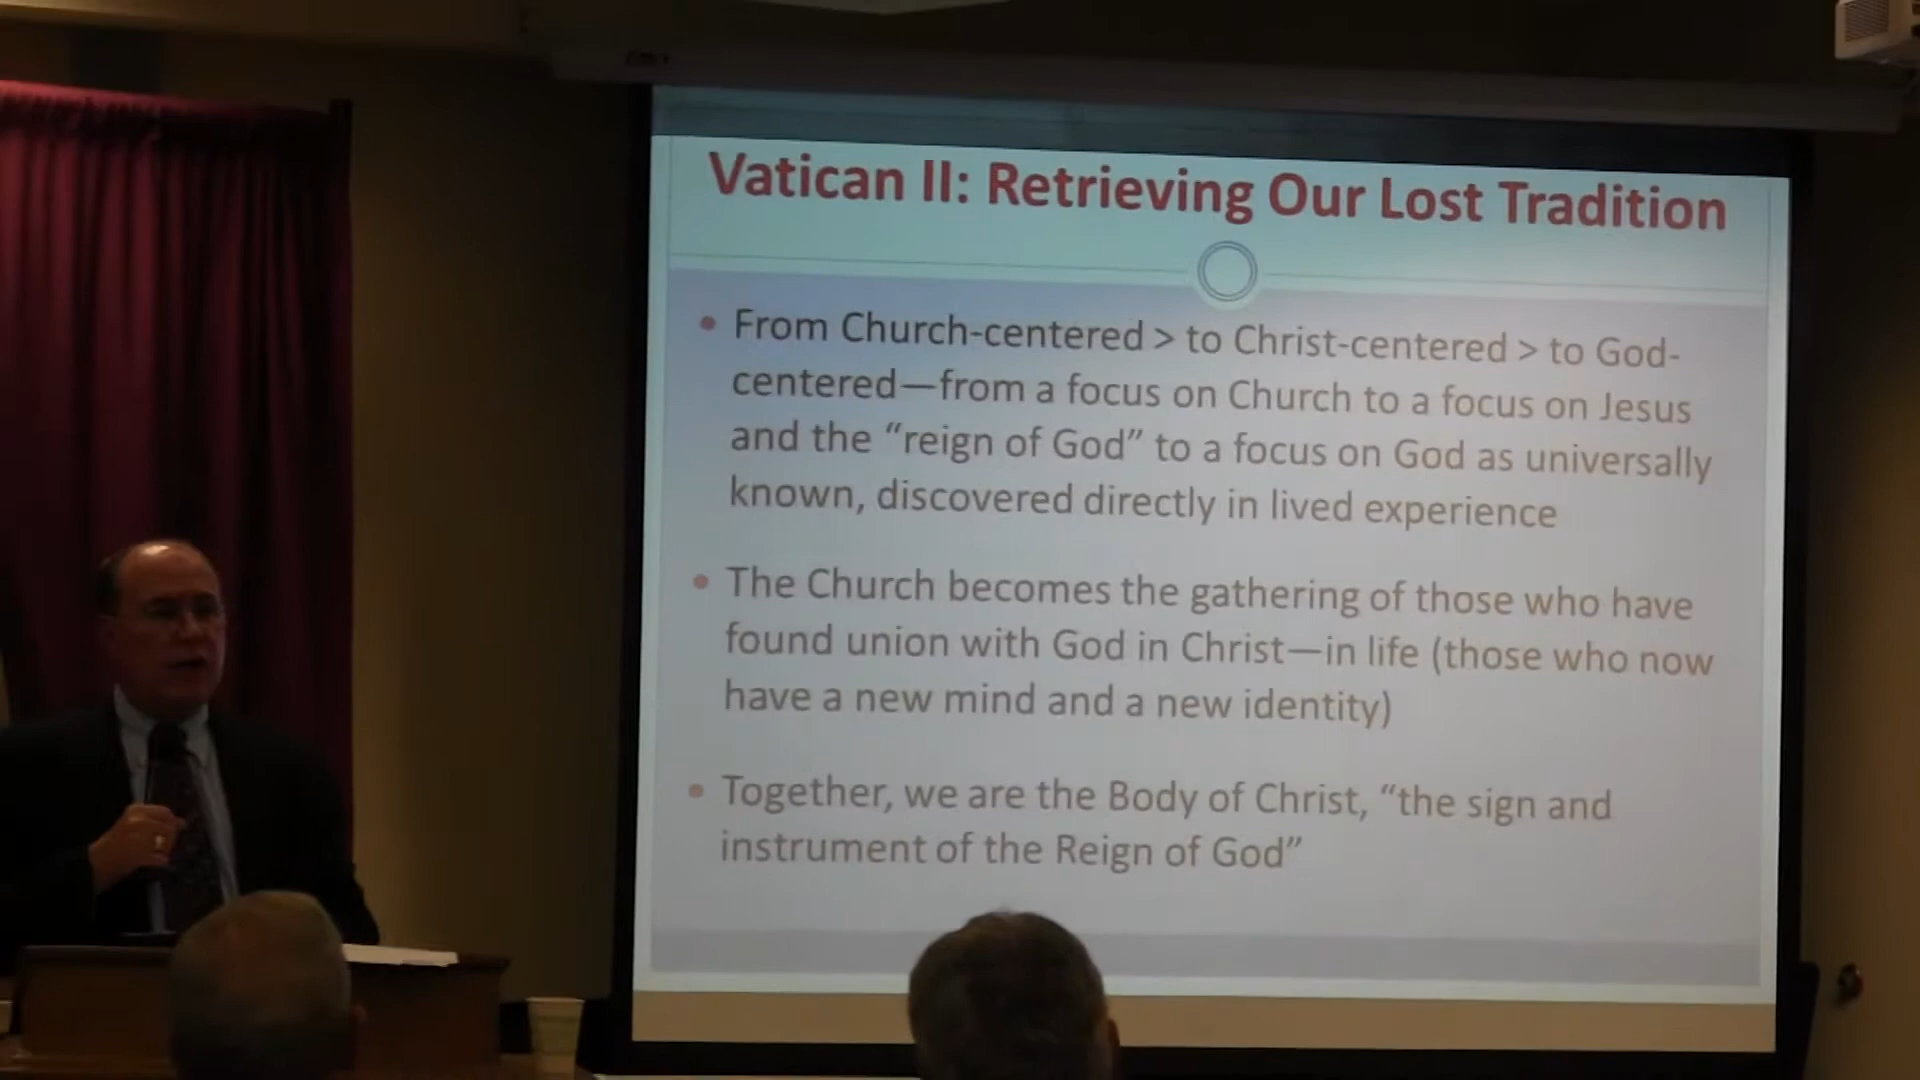 Vatican II: Retrieving Our Lost Tradition
• From Church-centered > to Christ-centered > to God-
centered—from a focus on Church to a focus on Jesus
and the “reign of God” to a focus on God as universally
known, discovered directly in lived experience
• The Church becomes the gathering of those who have
found union with God in Christ—in life (those who now
have a new mind and a new identity)
• Together, we are the Body of Christ, “the sign and
instrument of the Reign of God”